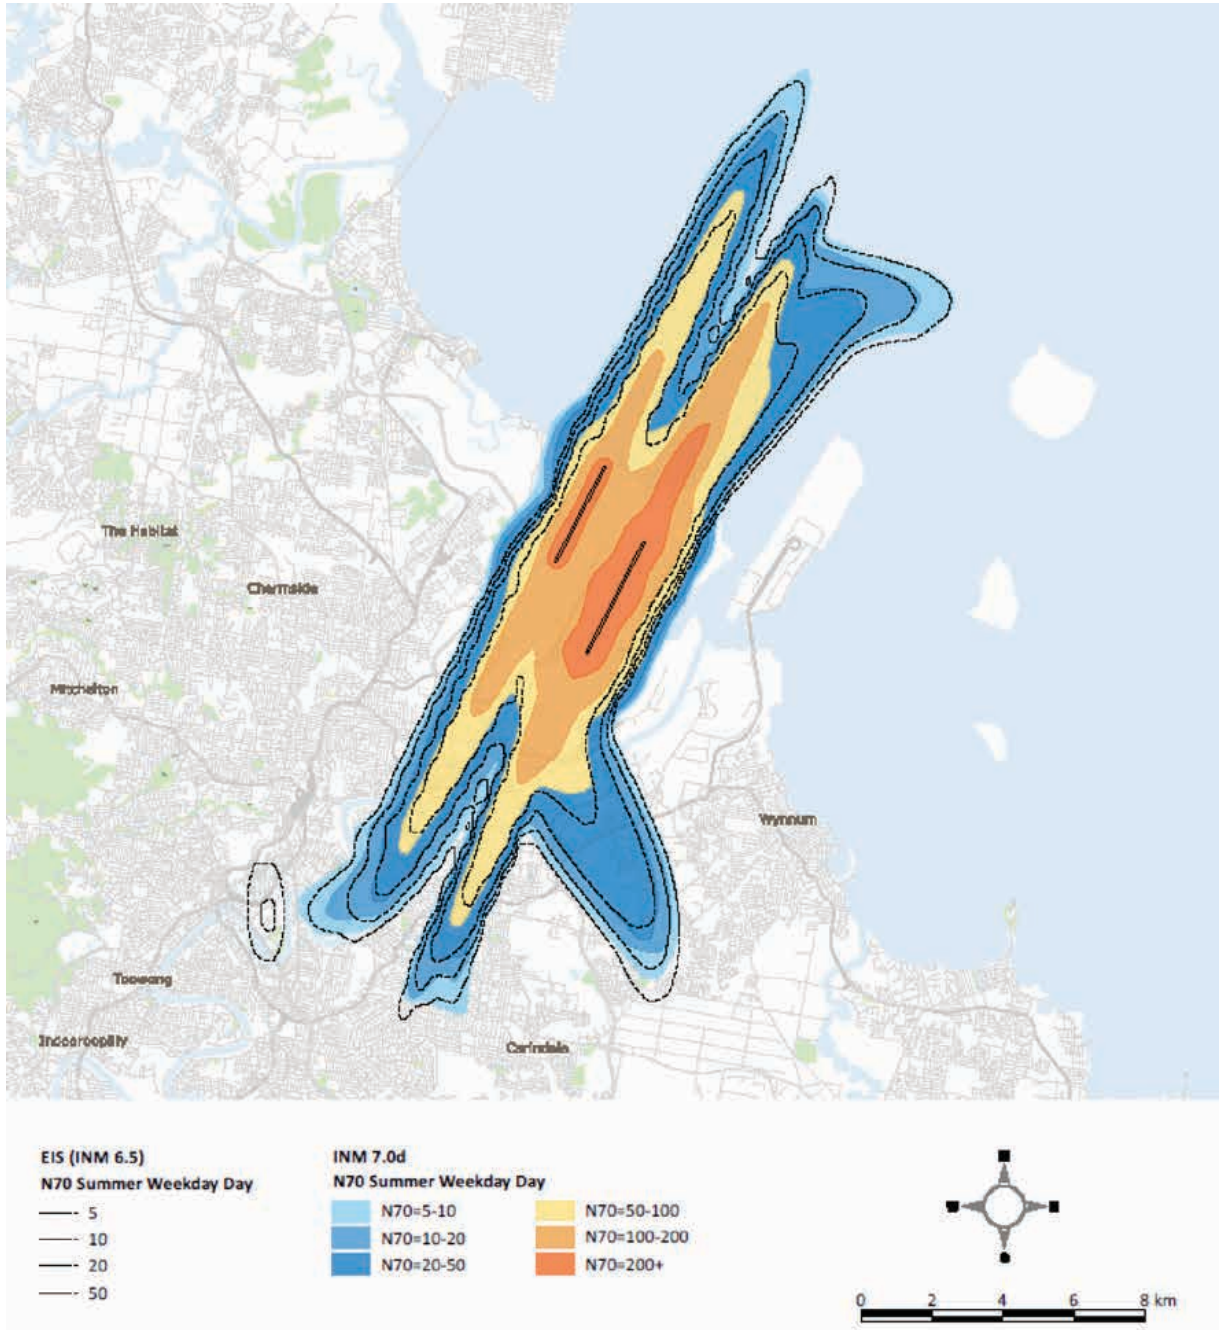 The Habitat
Chermside
Mitchelton
Wynnum
Toowong
Indooroopilly
Carindale
EIS (INM 6.5)
N70 Summer Weekday Day
5
10
20
50
INM 7.0d
N70 Summer Weekday Day
N70=5-10
N70=10-20
N70=20-50
N70=50-100
N70=100-200
N70=200+
0 2 4 6 8 km